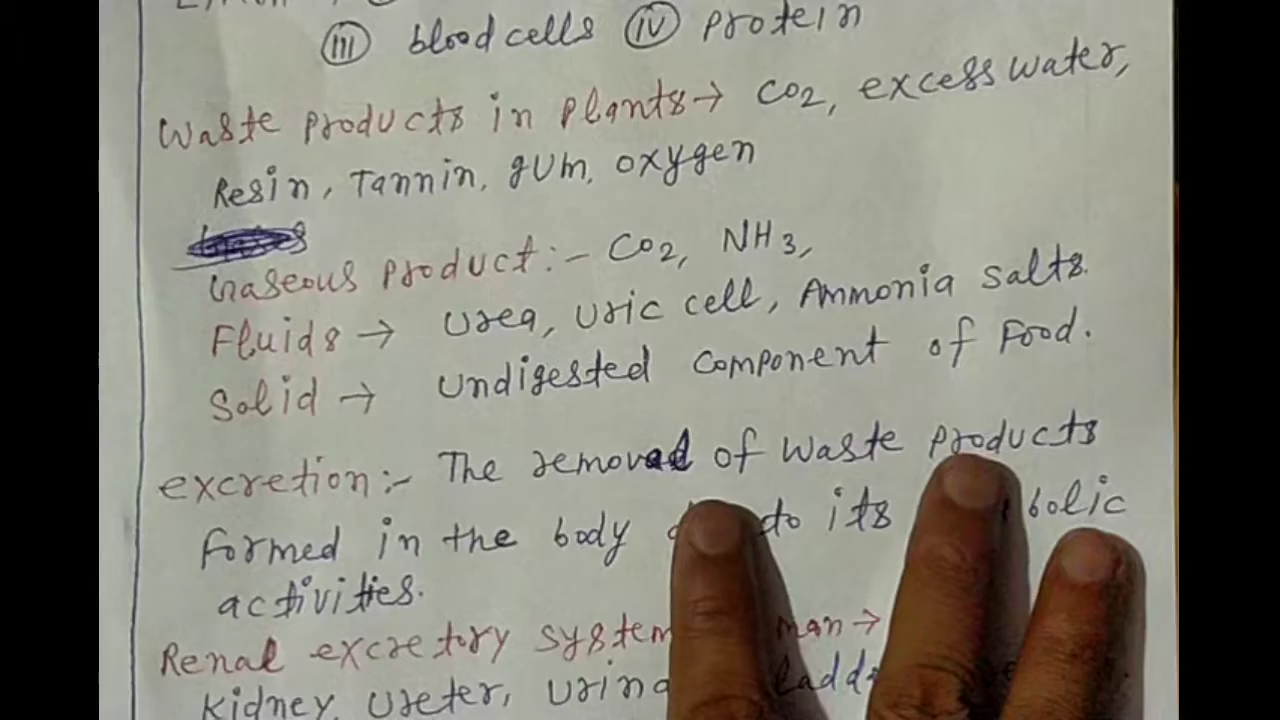 (III) blood cells (IV) protein
Waste products in plants → CO2, excess water,
Resin, Tannin, gum, oxygen
Gaseous product:- CO2, NH3,
Fluids → Urea, Uric cell, Ammonia salts.
Solid → Undigested component of Food.
excretion:- The removal of waste products
formed in the body to its bolic
activities.
Renal excretory system man →
Kidney, Ureter, Urina ladd